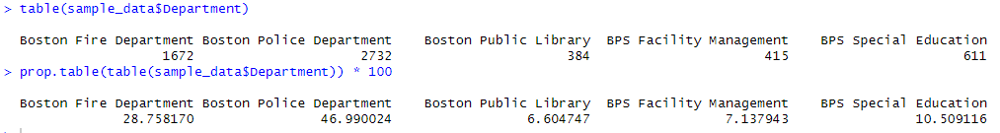 > table(sample_data$Department)
Boston Fire Department Boston Police Department Boston Public Library BPS Facility Management BPS Special Education
1672 2732 384 415 611
> prop.table(table(sample_data$Department)) * 100
Boston Fire Department Boston Police Department Boston Public Library BPS Facility Management BPS Special Education
28.758170 46.990024 6.604747 7.137943 10.509116